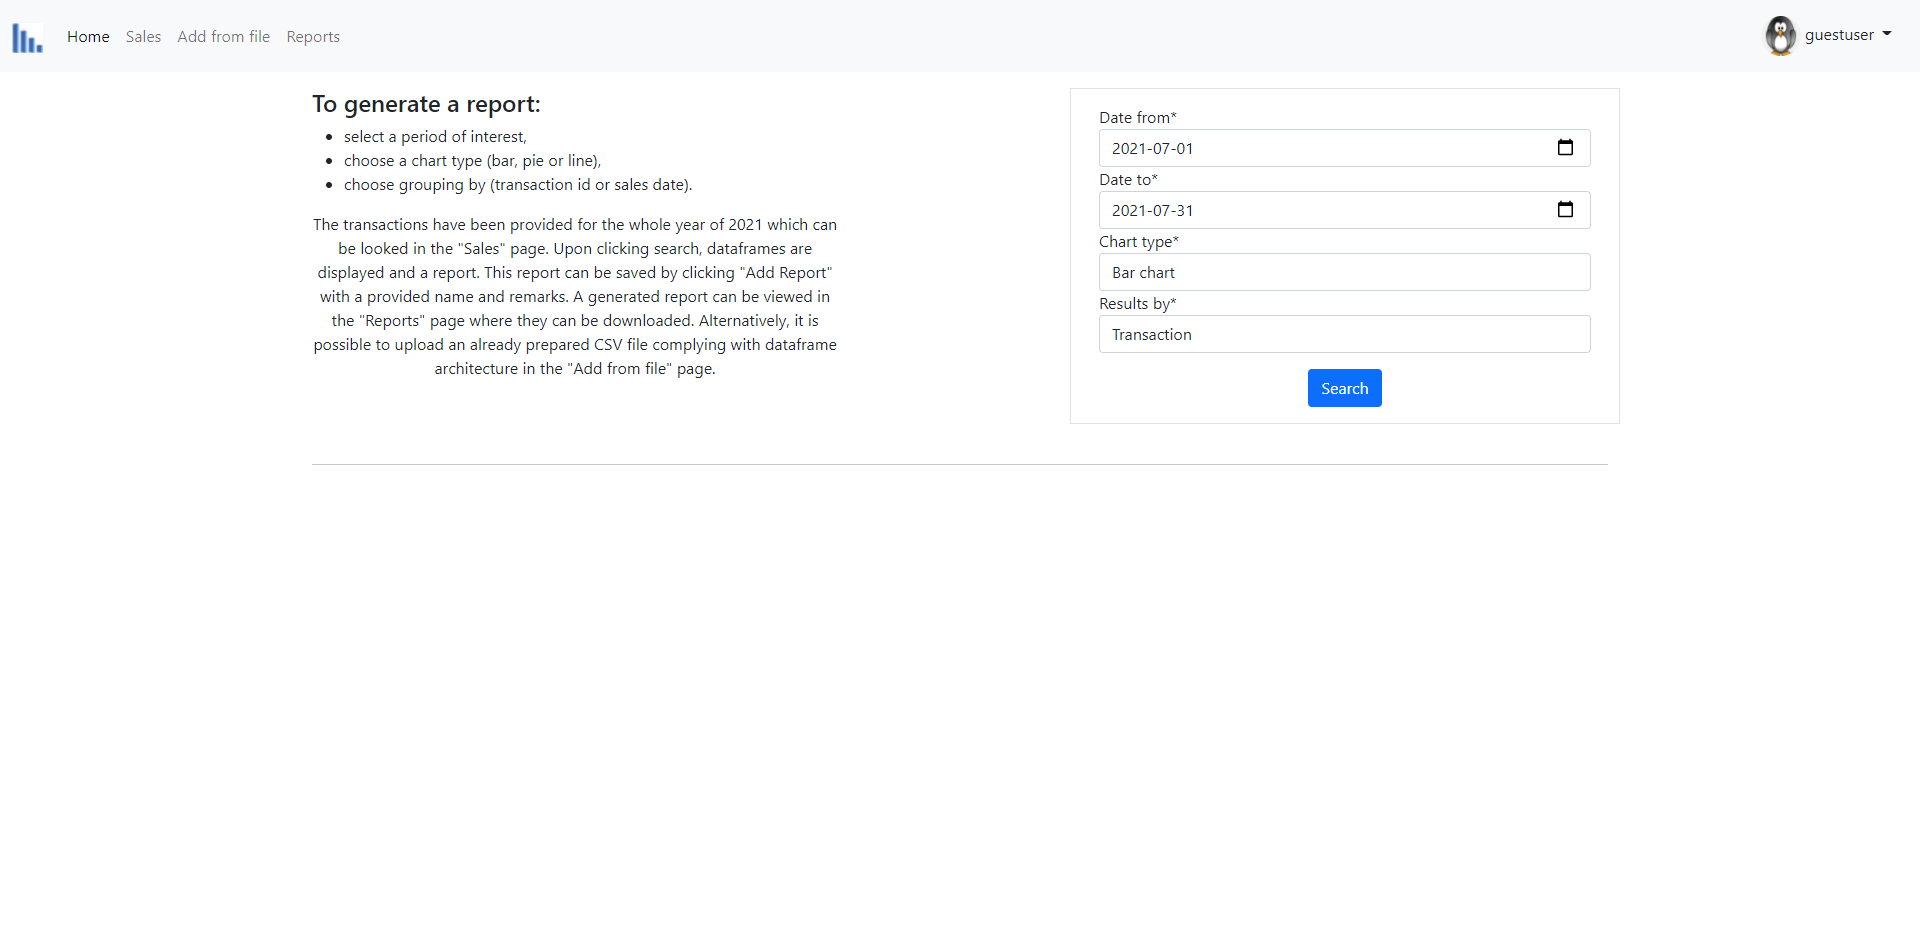 Home Sales Add from file Reports guestuser
To generate a report:
select a period of interest,
choose a chart type (bar, pie or line),
choose grouping by (transaction id or sales date).
The transactions have been provided for the whole year of 2021 which can
be looked in the "Sales" page. Upon clicking search, dataframes are
displayed and a report. This report can be saved by clicking "Add Report"
with a provided name and remarks. A generated report can be viewed in
the "Reports" page where they can be downloaded. Alternatively, it is
possible to upload an already prepared CSV file complying with dataframe
architecture in the "Add from file" page.
Date from*
2021-07-01
Date to*
2021-07-31
Chart type*
Bar chart
Results by*
Transaction
Search